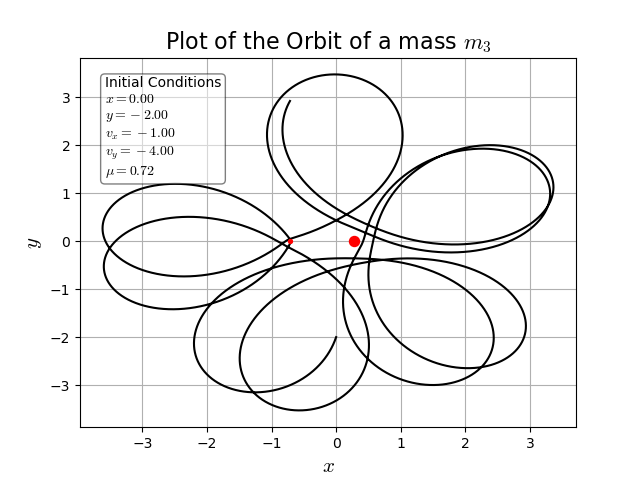 Plot of the Orbit of a mass m₃
Initial Conditions
x = 0.00
y = −2.00
vₓ = −1.00
v_y = −4.00
μ = 0.72
3
2
1
0
−1
−2
−3
y
−3
−2
−1
0
1
2
3
x